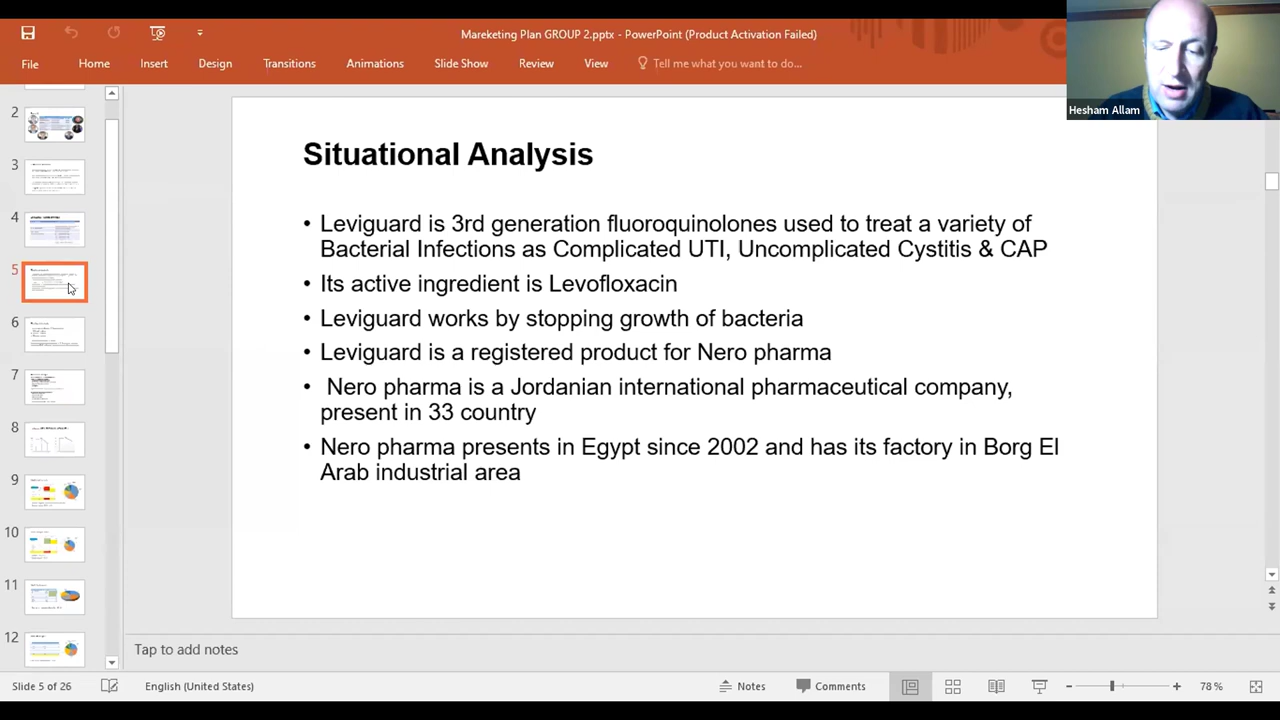 Mareketing Plan GROUP 2.pptx - PowerPoint (Product Activation Failed)
File
Home
Insert
Design
Transitions
Animations
Slide Show
Review
View
Tell me what you want to do...
Hesham Allam
2
3
4
5
6
7
8
9
10
11
12
Situational Analysis
• Leviguard is 3rd generation fluoroquinolones used to treat a variety of
Bacterial Infections as Complicated UTI, Uncomplicated Cystitis & CAP
• Its active ingredient is Levofloxacin
• Leviguard works by stopping growth of bacteria
• Leviguard is a registered product for Nero pharma
• Nero pharma is a Jordanian international pharmaceutical company,
present in 33 country
• Nero pharma presents in Egypt since 2002 and has its factory in Borg El
Arab industrial area
Tap to add notes
Slide 5 of 26
English (United States)
Notes
Comments
78 %